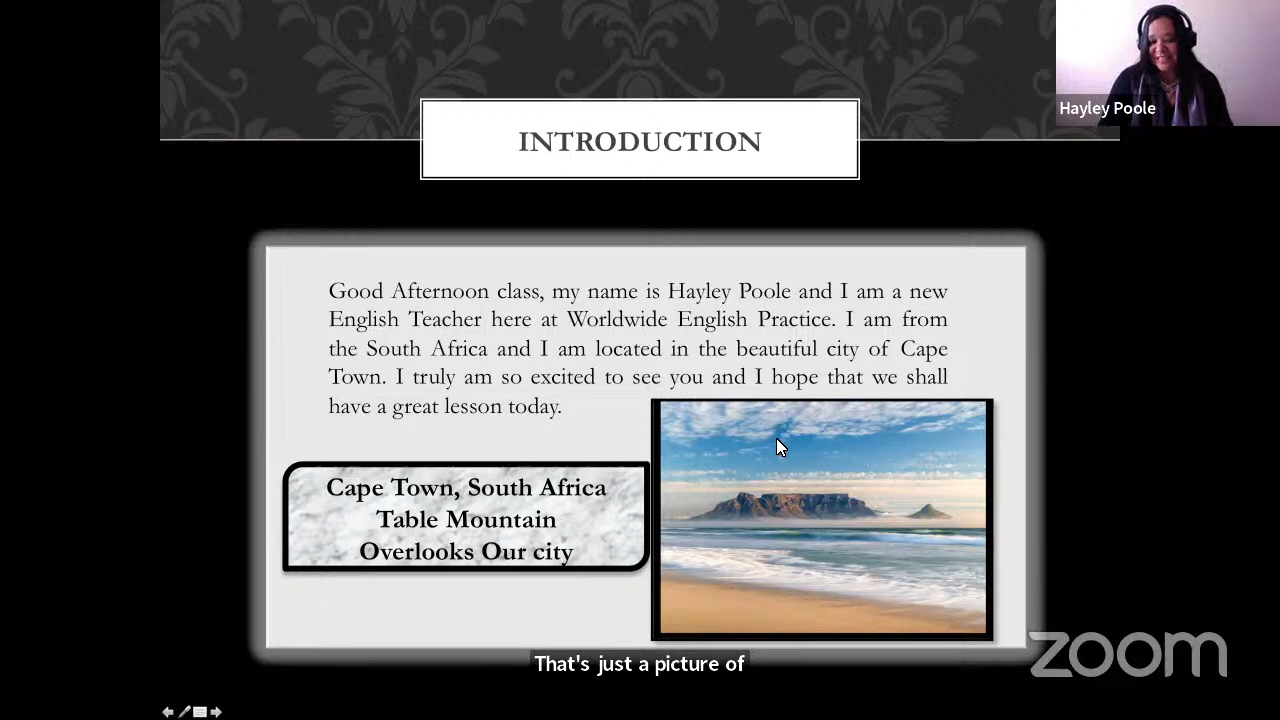 Hayley Poole
INTRODUCTION
Good Afternoon class, my name is Hayley Poole and I am a new
English Teacher here at Worldwide English Practice. I am from
the South Africa and I am located in the beautiful city of Cape
Town. I truly am so excited to see you and I hope that we shall
have a great lesson today.
Cape Town, South Africa
Table Mountain
Overlooks Our city
That's just a picture of
zoom